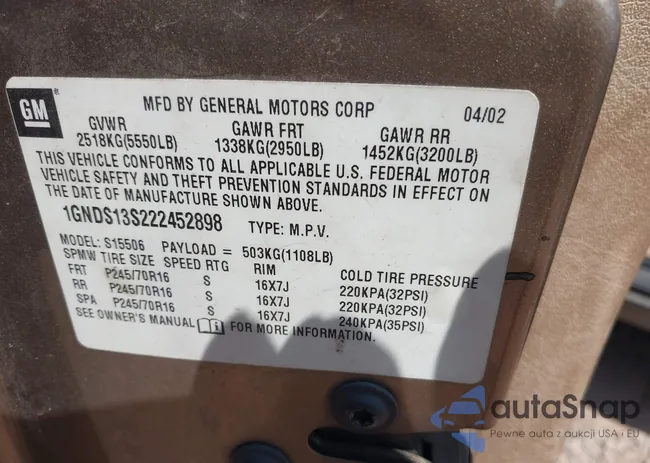 GM
MFD BY GENERAL MOTORS CORP 04/02
GVWR GAWR FRT GAWR RR
2518KG(5550LB) 1338KG(2950LB) 1452KG(3200LB)
THIS VEHICLE CONFORMS TO ALL APPLICABLE U.S. FEDERAL MOTOR
VEHICLE SAFETY AND THEFT PREVENTION STANDARDS IN EFFECT ON
THE DATE OF MANUFACTURE SHOWN ABOVE.
1GNDS13S222452898 TYPE: M.P.V.
MODEL: S15506 PAYLOAD = 503KG(1108LB)
SPMW TIRE SIZE SPEED RTG RIM COLD TIRE PRESSURE
FRT P245/70R16 S 16X7J 220KPA(32PSI)
RR P245/70R16 S 16X7J 220KPA(32PSI)
SPA P245/70R16 S 16X7J 240KPA(35PSI)
SEE OWNER'S MANUAL FOR MORE INFORMATION.
autaSnap
Pewne auta z aukcji USA i EU